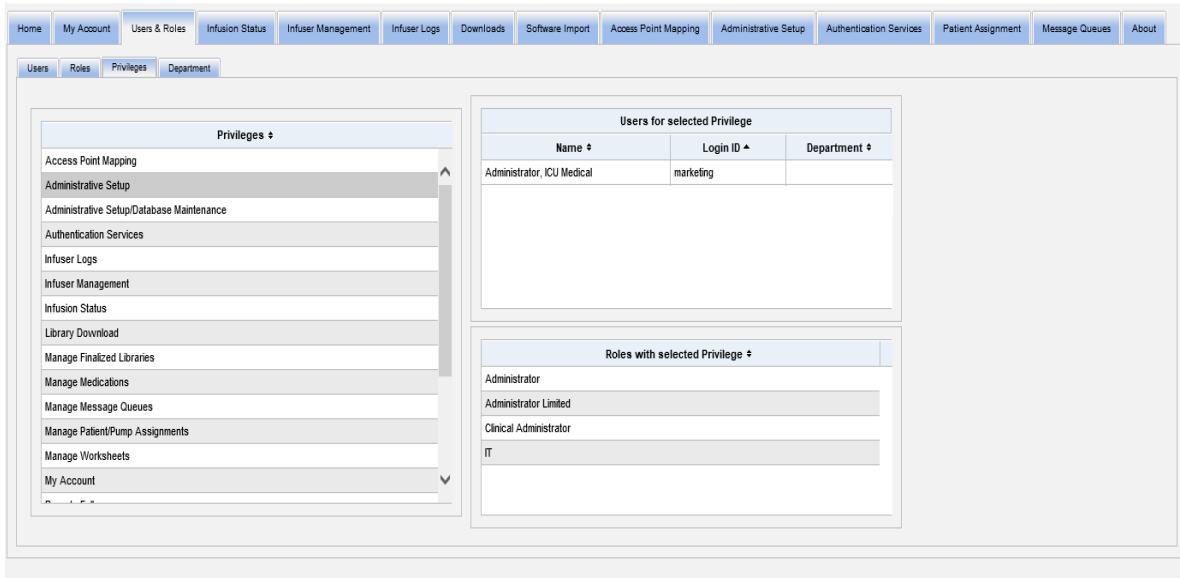 Home My Account Users & Roles Infusion Status Infuser Management Infuser Logs Downloads Software Import Access Point Mapping Administrative Setup Authentication Services Patient Assignment Message Queues About
Users Roles Privileges Department
Privileges
Access Point Mapping
Administrative Setup
Administrative Setup/Database Maintenance
Authentication Services
Infuser Logs
Infuser Management
Infusion Status
Library Download
Manage Finalized Libraries
Manage Medications
Manage Message Queues
Manage Patient/Pump Assignments
Manage Worksheets
My Account
Users for selected Privilege
Name Login ID Department
Administrator, ICU Medical marketing
Roles with selected Privilege
Administrator
Administrator Limited
Clinical Administrator
IT